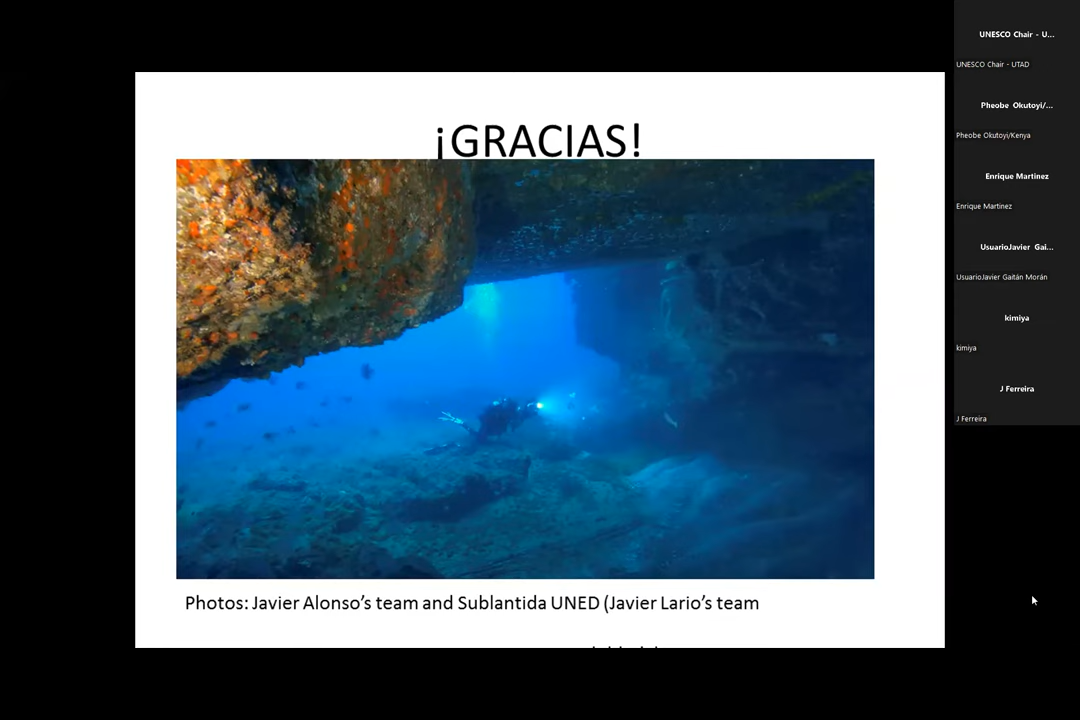 ¡GRACIAS!
Photos: Javier Alonso’s team and Sublantida UNED (Javier Lario’s team
UNESCO Chair - U...
UNESCO Chair - UTAD
Pheobe Okutoyi/...
Pheobe Okutoyi/Kenya
Enrique Martinez
Enrique Martinez
UsuarioJavier Gai...
UsuarioJavier Gaitán Morán
kimiya
kimiya
J Ferreira
J Ferreira